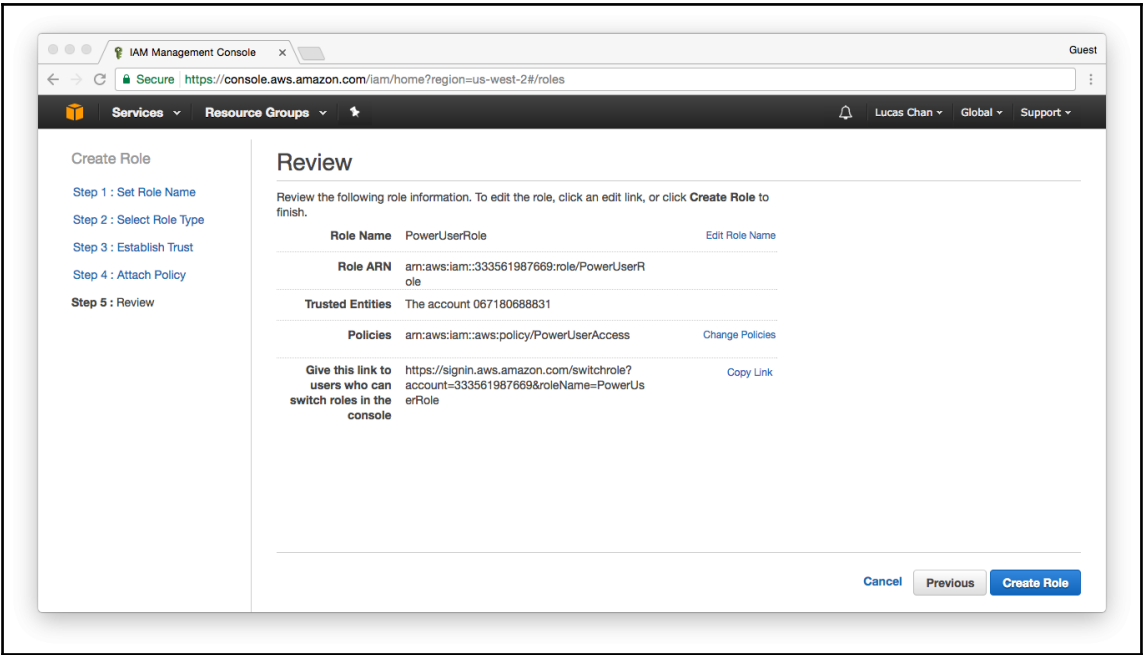 IAM Management Console
Guest
Secure https://console.aws.amazon.com/iam/home?region=us-west-2#/roles
Services Resource Groups Lucas Chan Global Support
Create Role
Step 1 : Set Role Name
Step 2 : Select Role Type
Step 3 : Establish Trust
Step 4 : Attach Policy
Step 5 : Review
Review
Review the following role information. To edit the role, click an edit link, or click Create Role to
finish.
Role Name PowerUserRole Edit Role Name
Role ARN arn:aws:iam::333561987669:role/PowerUserR
ole
Trusted Entities The account 067180688831
Policies arn:aws:iam::aws:policy/PowerUserAccess Change Policies
Give this link to https://signin.aws.amazon.com/switchrole? Copy Link
users who can account=333561987669&roleName=PowerUs
switch roles in the erRole
console
Cancel Previous Create Role